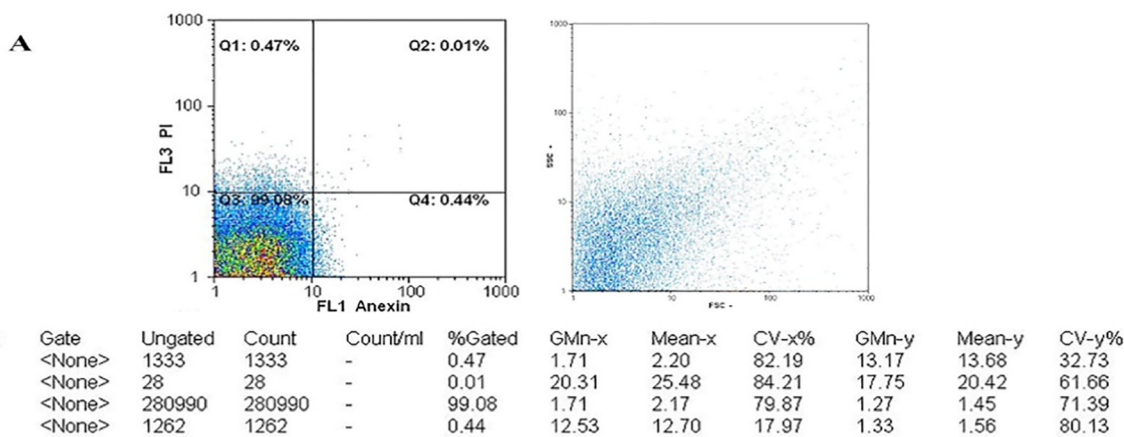 A
1000
100
10
1
FL3 PI
Q1: 0.47%
Q2: 0.01%
Q3: 99.08%
Q4: 0.44%
1
10
100
1000
FL1 Anexin
1000
100
10
1
SSC -
1
10
100
1000
FSC -
Gate Ungated Count Count/ml %Gated GMn-x Mean-x CV-x% GMn-y Mean-y CV-y%
<None> 1333 1333 - 0.47 1.71 2.20 82.19 13.17 13.68 32.73
<None> 28 28 - 0.01 20.31 25.48 84.21 17.75 20.42 61.66
<None> 280990 280990 - 99.08 1.71 2.17 79.87 1.27 1.45 71.39
<None> 1262 1262 - 0.44 12.53 12.70 17.97 1.33 1.56 80.13